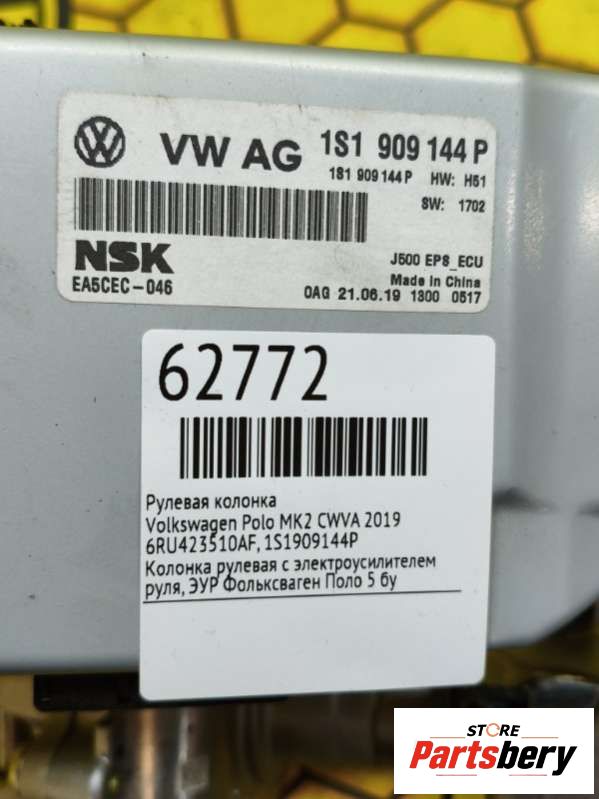 VW AG 1S1 909 144 P
1S1 909 144 P HW: H51
SW: 1702
NSK
J500 EPS_ECU
EA5CEC-046
Made in China
0AG 21.06.19 1300 0517
62772
Рулевая колонка
Volkswagen Polo MK2 CWVA 2019
6RU423510AF, 1S1909144P
Колонка рулевая с электроусилителем
руля, ЭУР Фольксваген Поло 5 бу
STORE
Partsbery